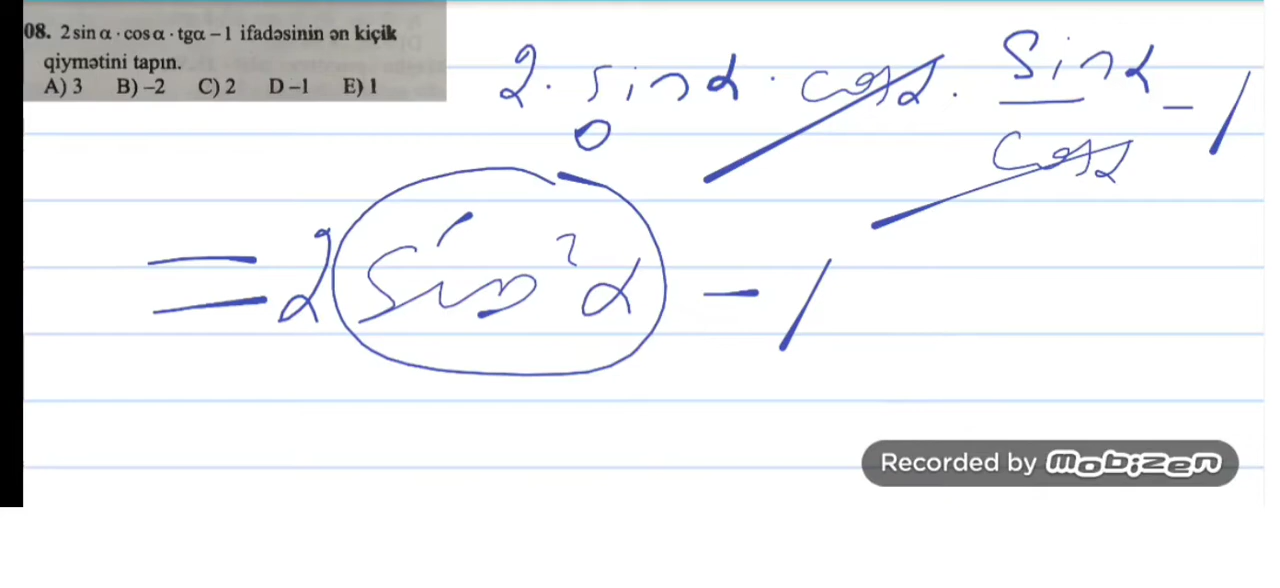 08. 2 sin α · cos α · tgα – 1 ifadəsinin ən kiçik
qiymətini tapın.
A) 3 B) –2 C) 2 D –1 E) 1
2 · sinα · cosα · sinα / cosα – 1
0
= 2 sin²α – 1
Recorded by mobizen